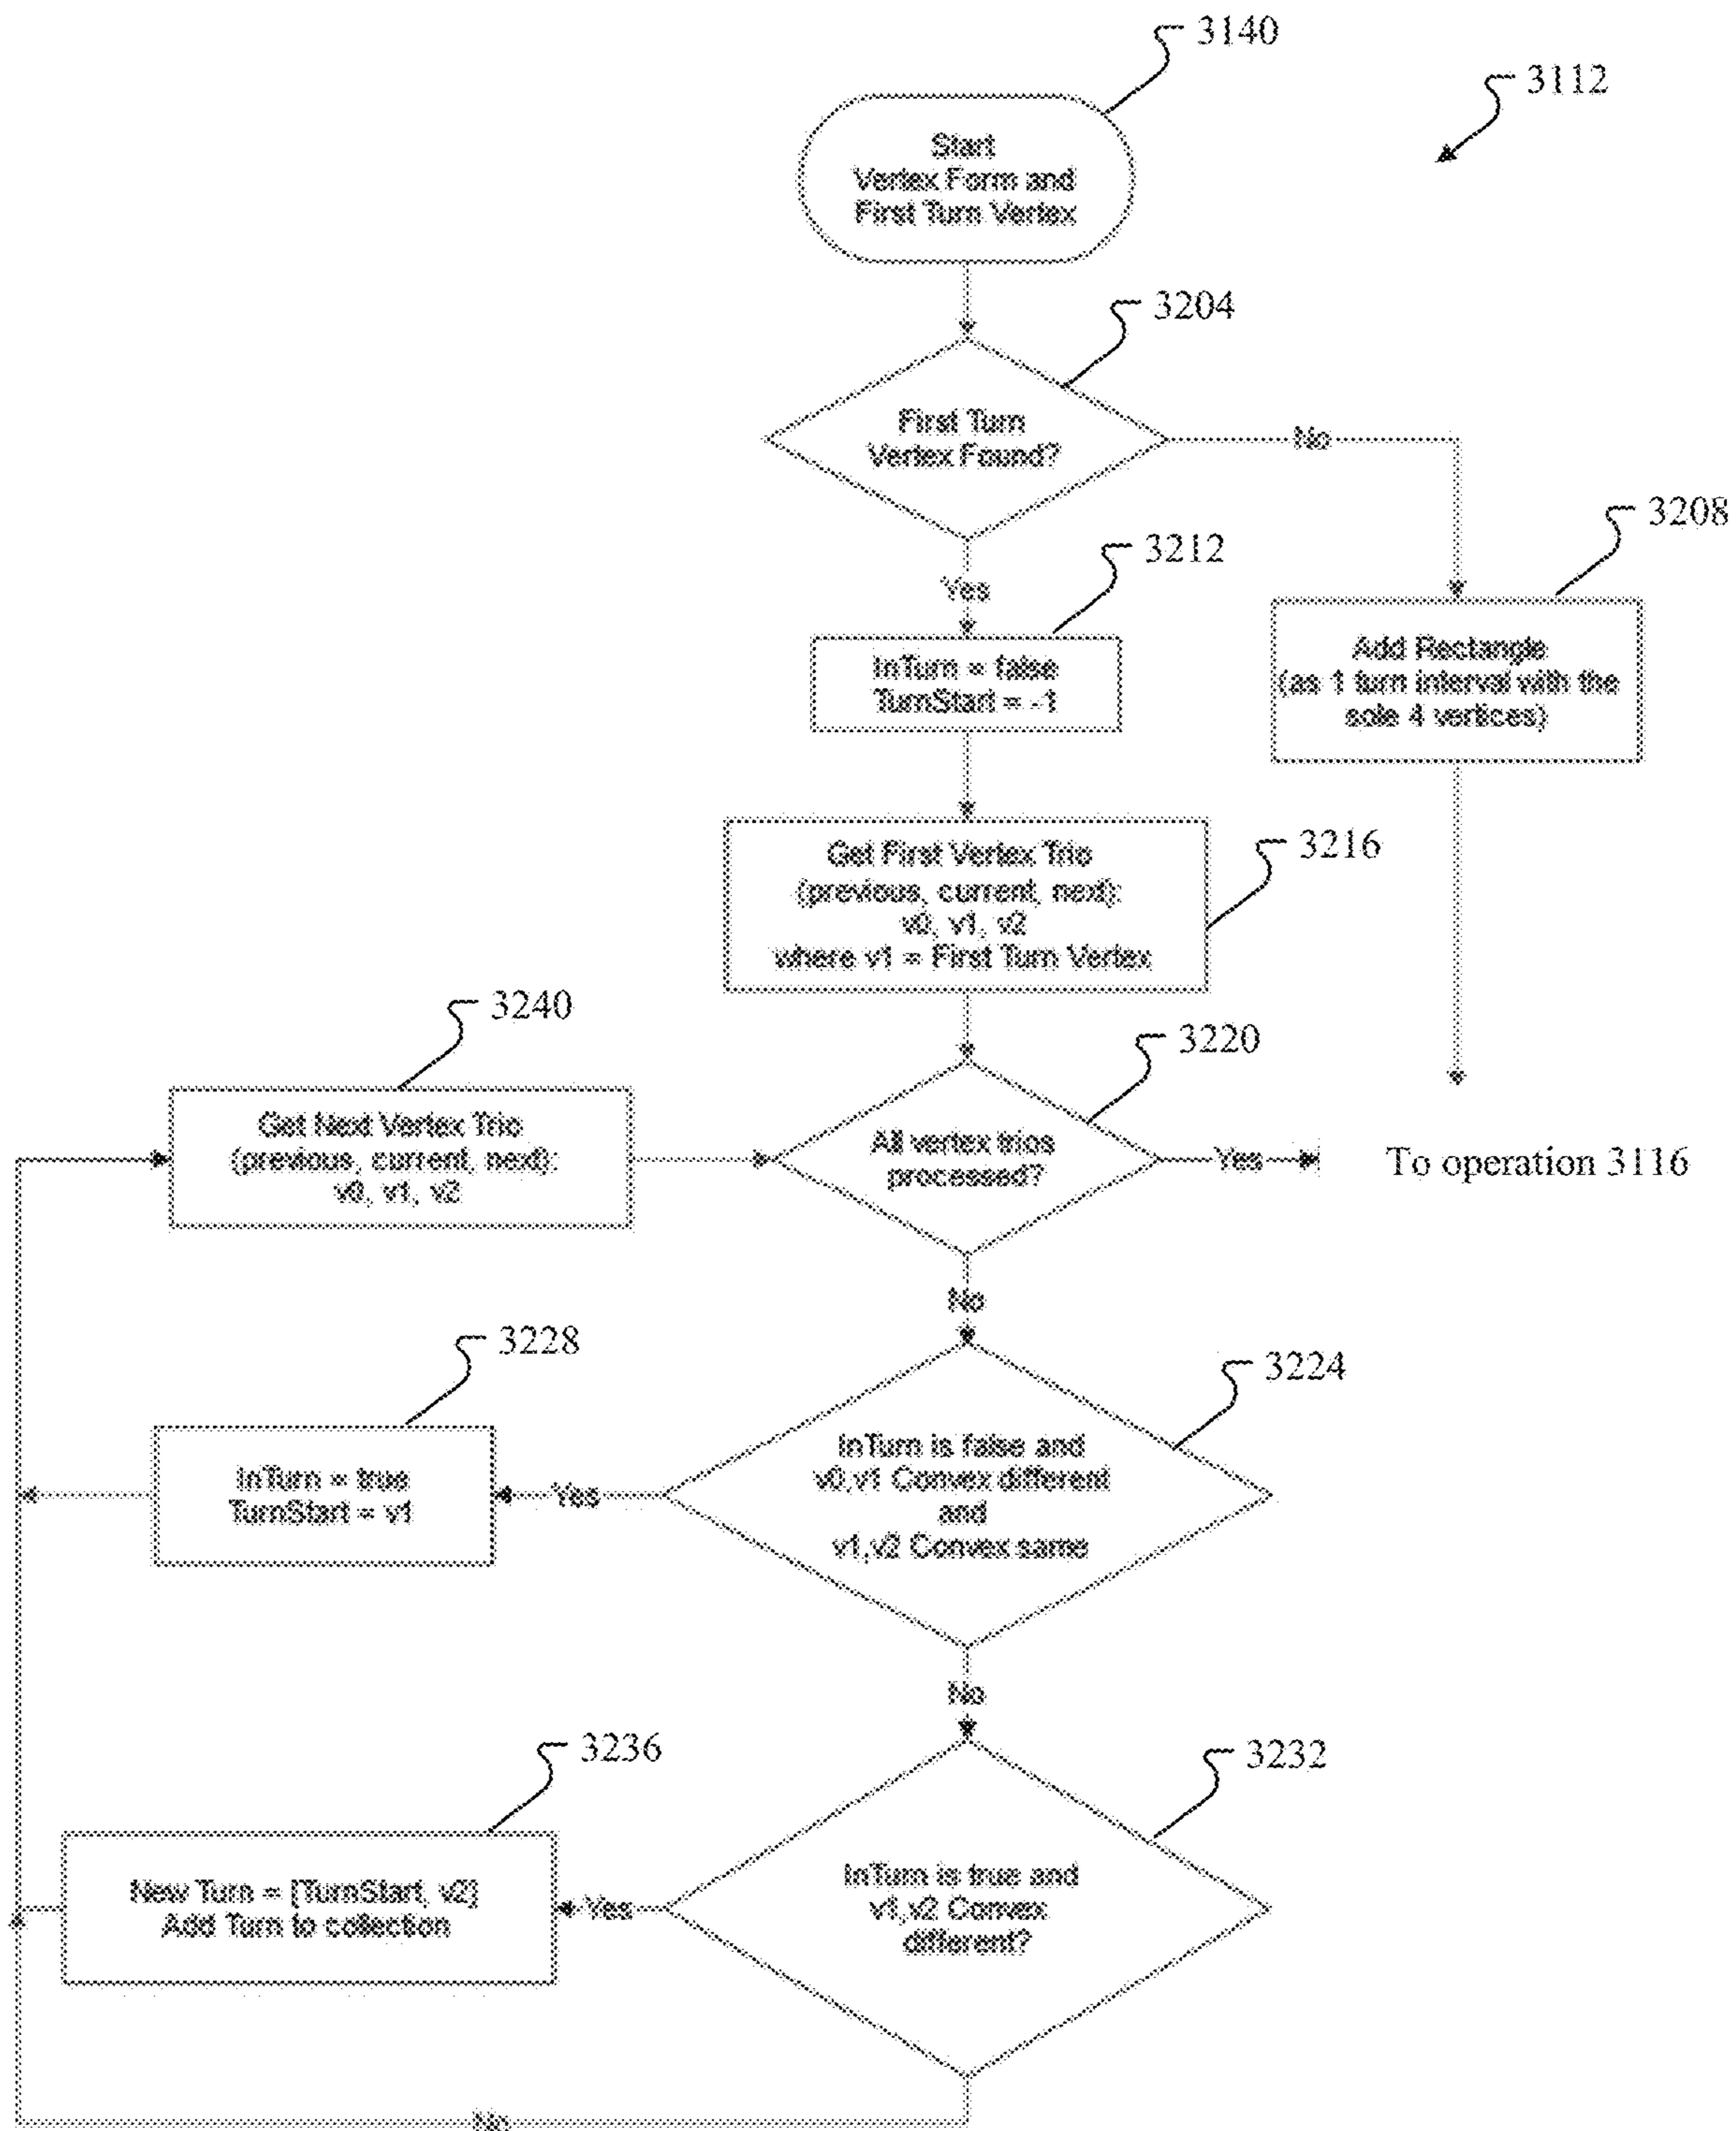 3140
3112
Start
Vertex Form and
First Turn Vertex
3204
First Turn
Vertex Found?
No
3208
3212
Yes
InTurn = false
TurnStart = -1
Add Rectangle
(as 1 turn interval with the
sole 4 vertices)
Get First Vertex Trio
(previous, current, next):
v0, v1, v2
where v1 = First Turn Vertex
3216
3240
3220
Get Next Vertex Trio
(previous, current, next):
v0, v1, v2
All vertex trios
processed?
Yes
To operation 3116
No
3228
3224
InTurn = true
TurnStart = v1
Yes
InTurn is false and
v0,v1 Convex different
and
v1,v2 Convex same
No
3236
3232
New Turn = [TurnStart, v2]
Add Turn to collection
Yes
InTurn is true and
v1,v2 Convex
different?
No